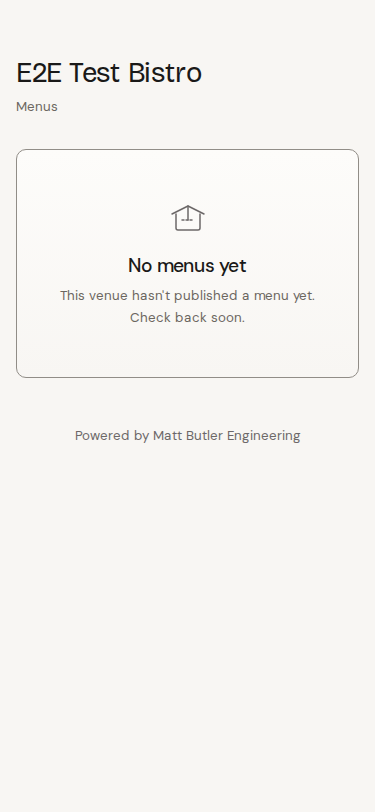 E2E Test Bistro
Menus
No menus yet
This venue hasn't published a menu yet.
Check back soon.
Powered by Matt Butler Engineering